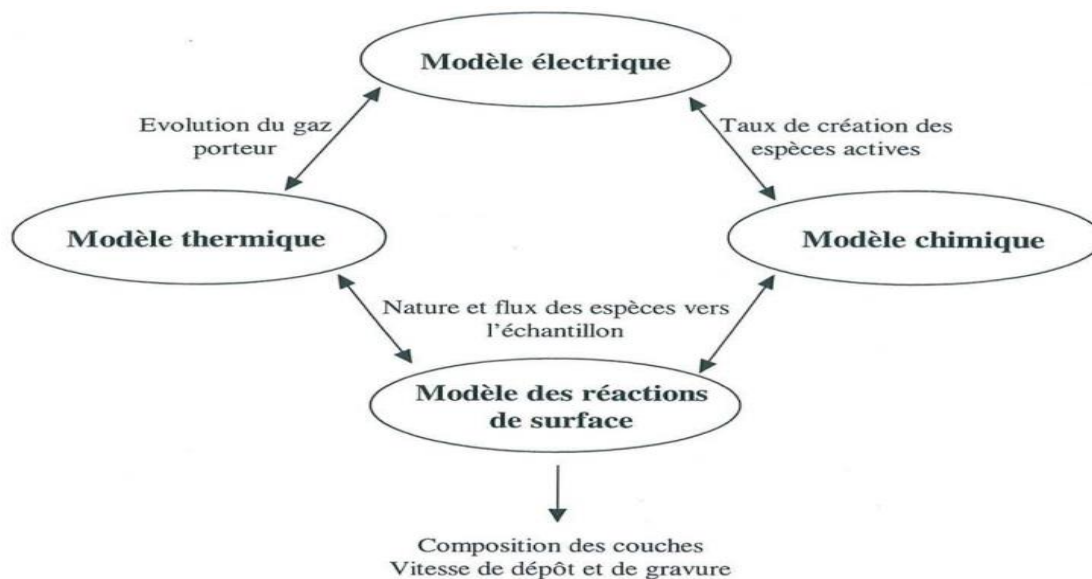 Modèle électrique
Evolution du gaz
porteur
Taux de création des
espèces actives
Modèle thermique
Modèle chimique
Nature et flux des espèces vers
l'échantillon
Modèle des réactions
de surface
Composition des couches
Vitesse de dépôt et de gravure